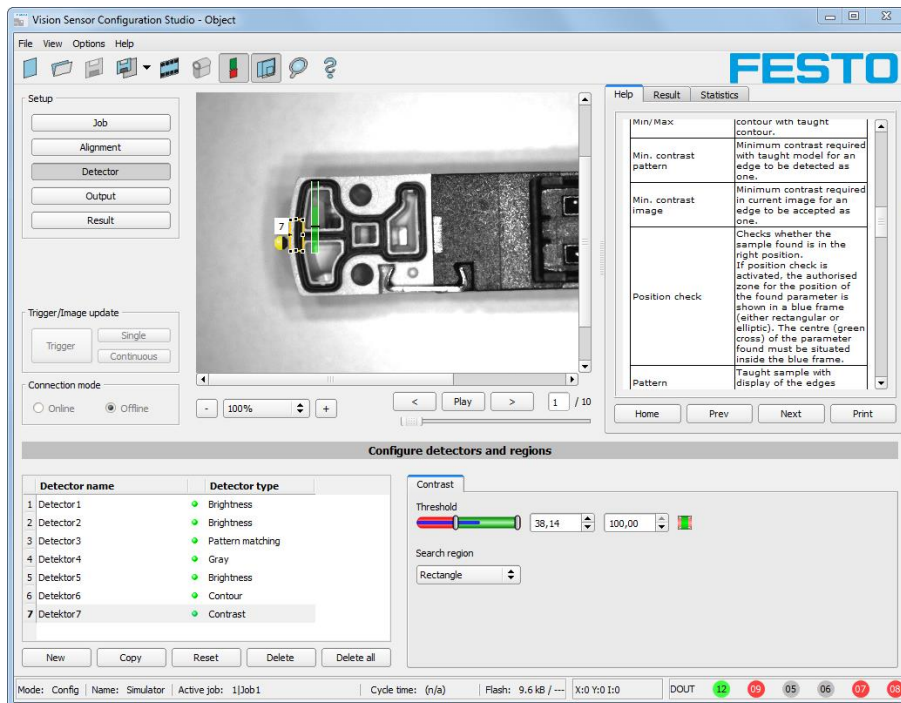 Vision Sensor Configuration Studio - Object
File View Options Help
FESTO
Setup
Job
Alignment
Detector
Output
Result
Trigger/Image update
Trigger
Single
Continuous
Connection mode
Online
Offline
7
- 100% +
< Play > 1 / 10
Help Result Statistics
Min/Max
contour with taught
contour.
Min. contrast
pattern
Minimum contrast required
with taught model for an
edge to be detected as
one.
Min. contrast
image
Minimum contrast required
in current image for an
edge to be accepted as
one.
Position check
Checks whether the
sample found is in the
right position.
If position check is
activated, the authorised
zone for the position of
the found parameter is
shown in a blue frame
(either rectangular or
elliptic). The centre (green
cross) of the parameter
found must be situated
inside the blue frame.
Pattern
Taught sample with
display of the edges
Home Prev Next Print
Configure detectors and regions
Detector name Detector type
1 Detector1 Brightness
2 Detector2 Brightness
3 Detector3 Pattern matching
4 Detektor4 Gray
5 Detektor5 Brightness
6 Detektor6 Contour
7 Detektor7 Contrast
New Copy Reset Delete Delete all
Contrast
Threshold
38,14 100,00
Search region
Rectangle
Mode: Config Name: Simulator Active job: 1|Job1 Cycle time: (n/a) Flash: 9.6 kB / --- X:0 Y:0 I:0 DOUT 12 09 05 06 07 08